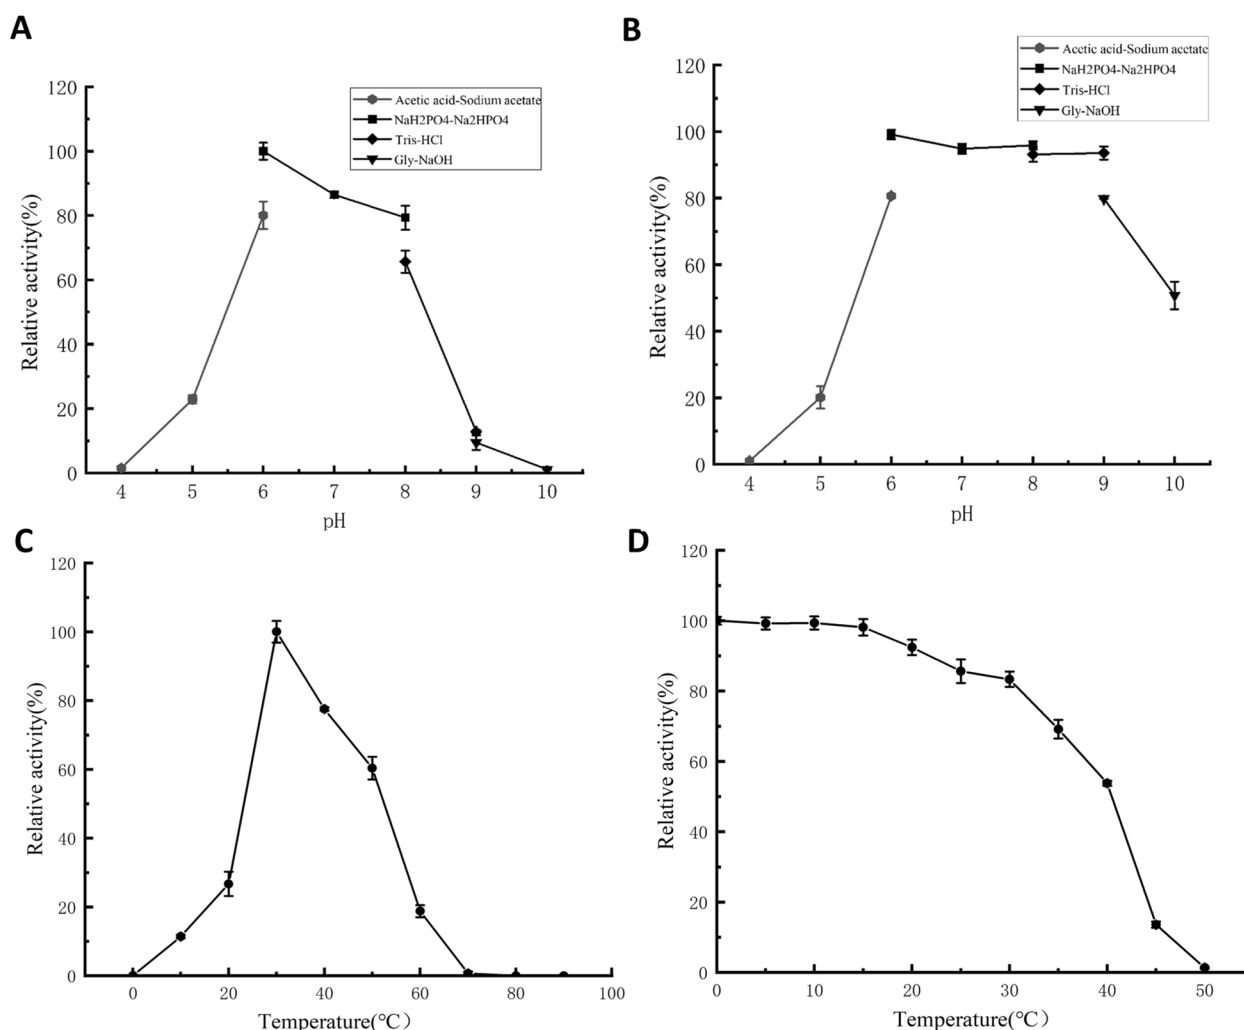 A
Acetic acid-Sodium acetate
NaH2PO4-Na2HPO4
Tris-HCl
Gly-NaOH
120
100
80
60
40
20
0
Relative activity(%)
4 5 6 7 8 9 10
pH
B
Acetic acid-Sodium acetate
NaH2PO4-Na2HPO4
Tris-HCl
Gly-NaOH
120
100
80
60
40
20
0
Relative activity(%)
4 5 6 7 8 9 10
pH
C
120
100
80
60
40
20
0
Relative activity(%)
0 20 40 60 80 100
Temperature(℃)
D
120
100
80
60
40
20
0
Relative activity(%)
0 10 20 30 40 50
Temperature(℃)